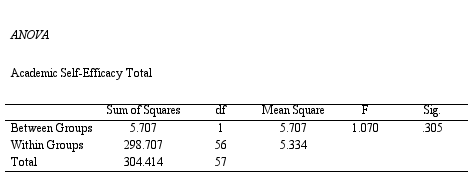 ANOVA
Academic Self-Efficacy Total
Sum of Squares df Mean Square F Sig.
Between Groups 5.707 1 5.707 1.070 .305
Within Groups 298.707 56 5.334
Total 304.414 57